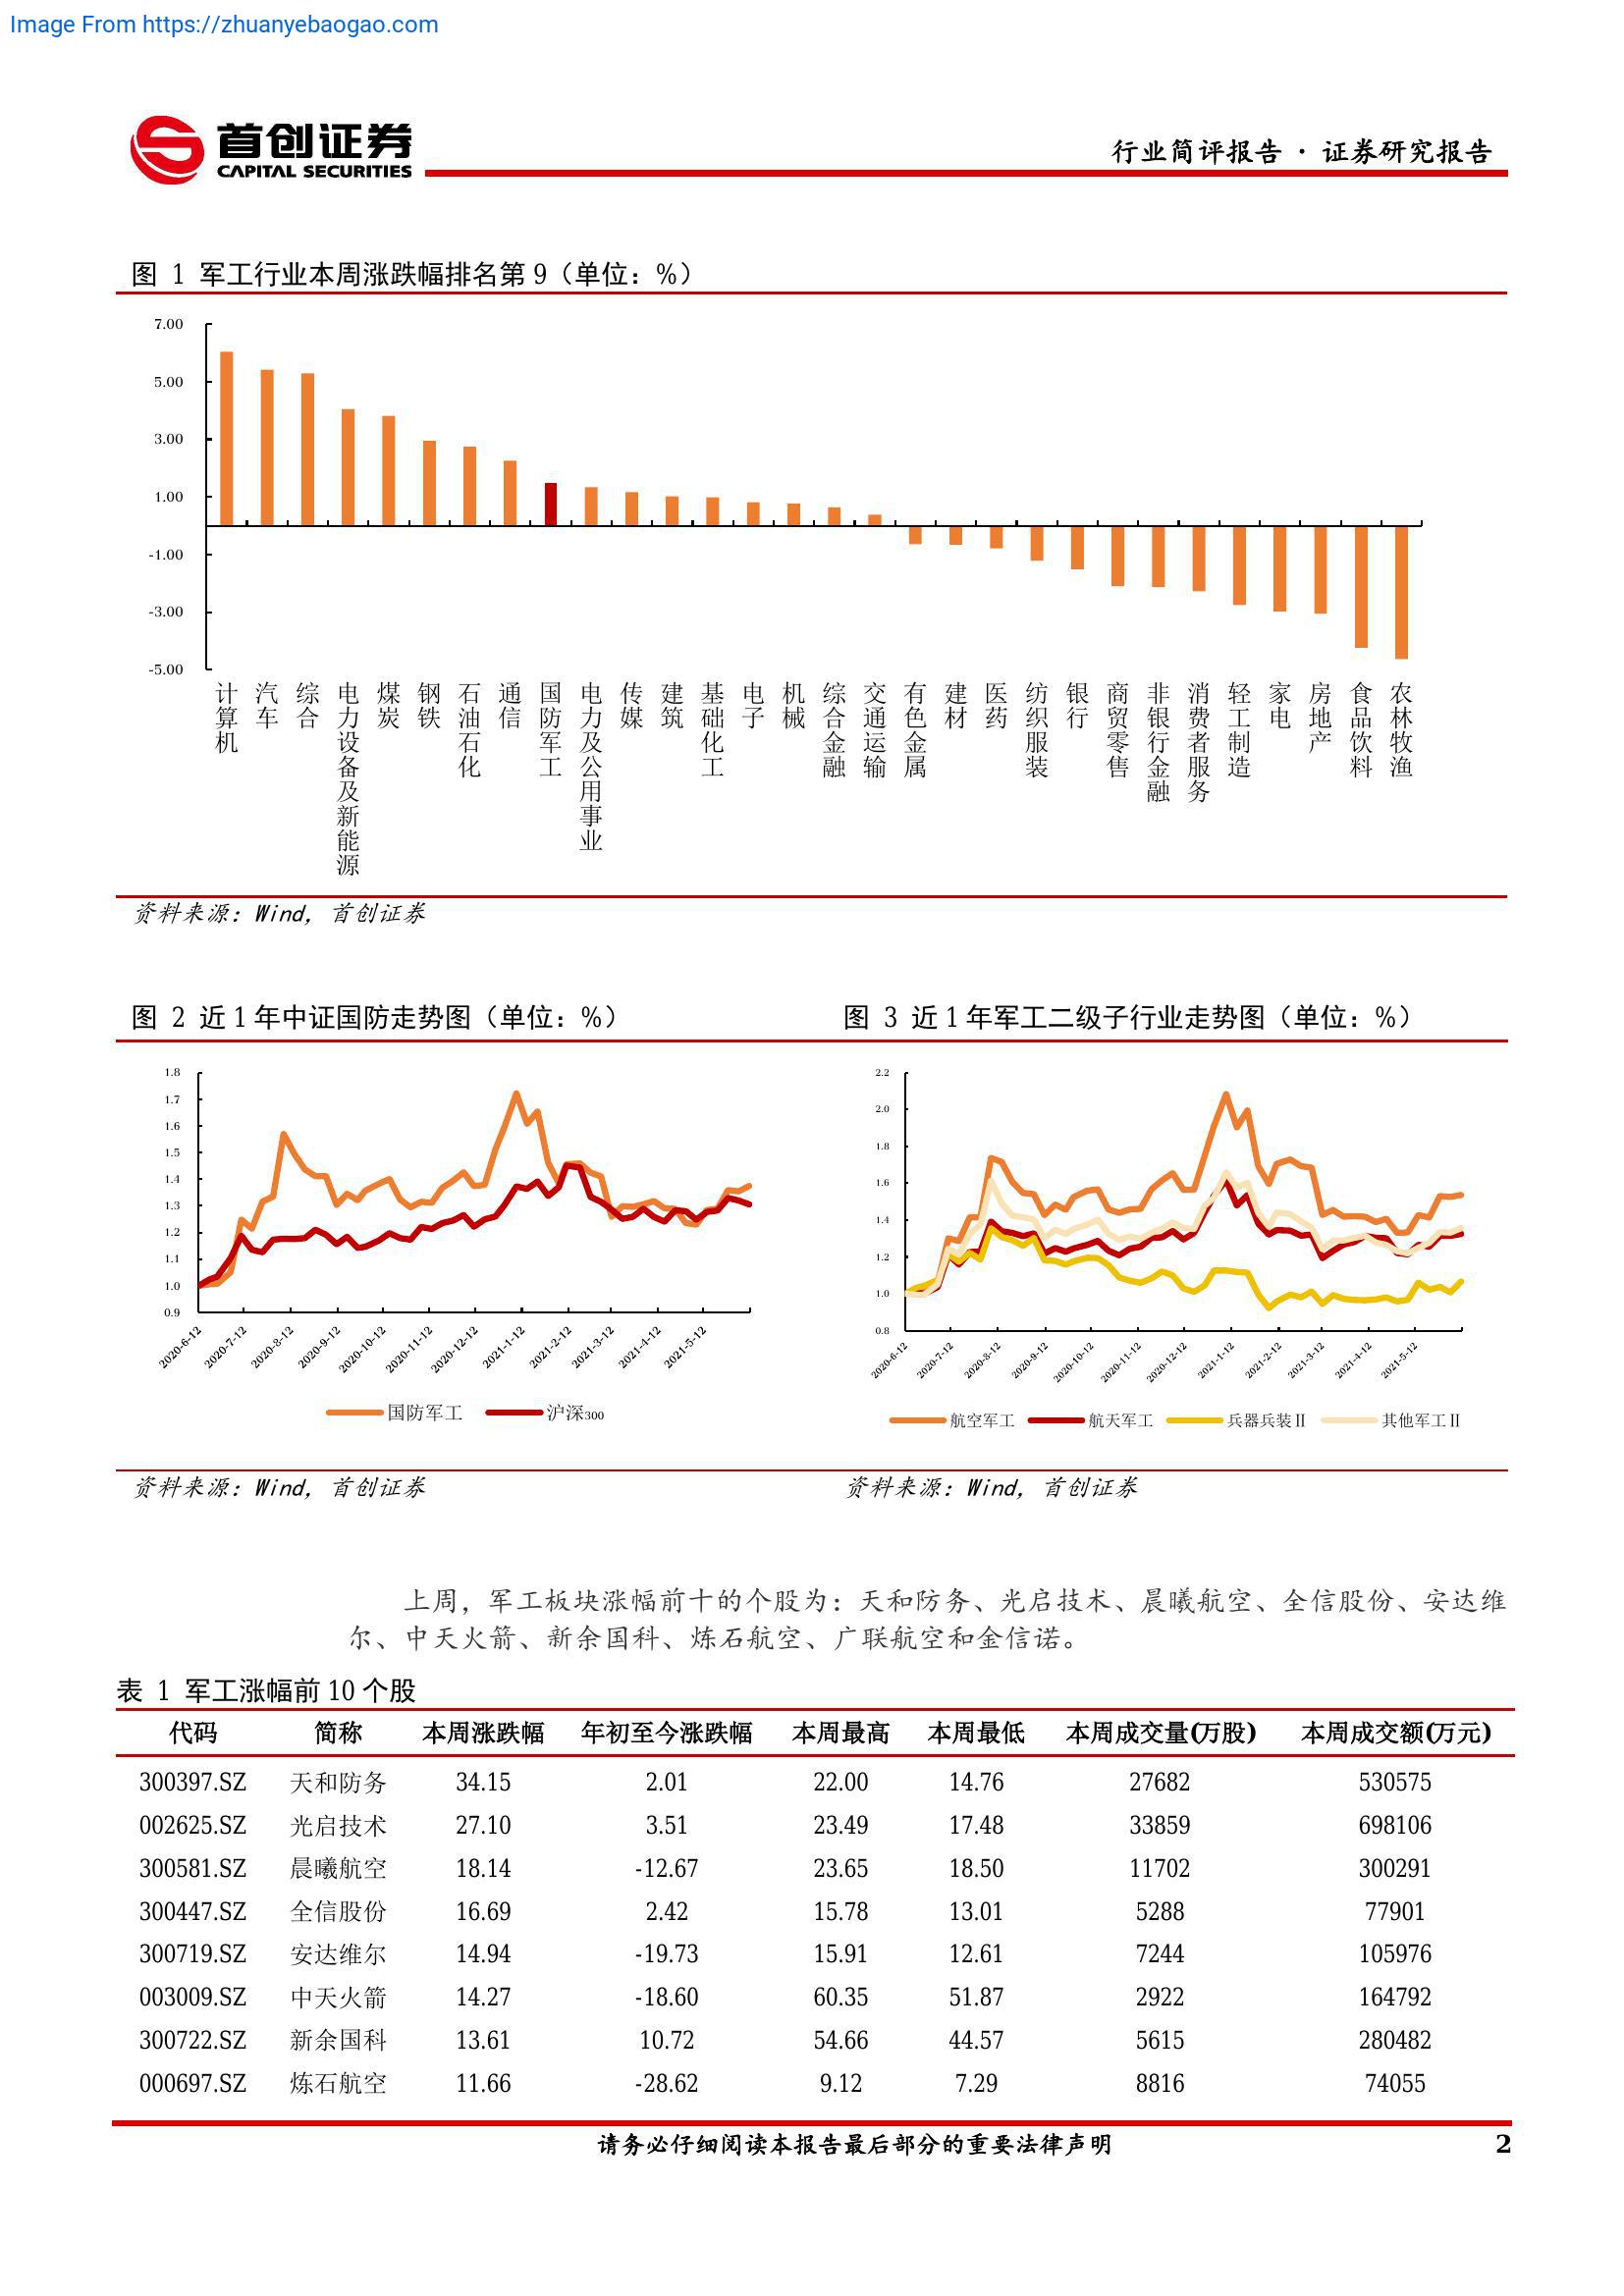 Image From https://zhuanyebaogao.com
首创证券
CAPITAL SECURITIES
行业简评报告 · 证券研究报告
图 1 军工行业本周涨跌幅排名第 9（单位：%）
7.00
5.00
3.00
1.00
-1.00
-3.00
-5.00
计算机
汽车
综合
电力设备及新能源
煤炭
钢铁
石油石化
通信
国防军工
电力及公用事业
传媒
建筑
基础化工
电子
机械
综合金融
交通运输
有色金属
建材
医药
纺织服装
银行
商贸零售
非银行金融
消费者服务
轻工制造
家电
房地产
食品饮料
农林牧渔
资料来源：Wind，首创证券
图 2 近 1 年中证国防走势图（单位：%）
1.8
1.7
1.6
1.5
1.4
1.3
1.2
1.1
1.0
0.9
2020-6-12
2020-7-12
2020-8-12
2020-9-12
2020-10-12
2020-11-12
2020-12-12
2021-1-12
2021-2-12
2021-3-12
2021-4-12
2021-5-12
国防军工 沪深300
资料来源：Wind，首创证券
图 3 近 1 年军工二级子行业走势图（单位：%）
2.2
2.0
1.8
1.6
1.4
1.2
1.0
0.8
2020-6-12
2020-7-12
2020-8-12
2020-9-12
2020-10-12
2020-11-12
2020-12-12
2021-1-12
2021-2-12
2021-3-12
2021-4-12
2021-5-12
航空军工 航天军工 兵器兵装Ⅱ 其他军工Ⅱ
资料来源：Wind，首创证券
上周，军工板块涨幅前十的个股为：天和防务、光启技术、晨曦航空、全信股份、安达维
尔、中天火箭、新余国科、炼石航空、广联航空和金信诺。
表 1 军工涨幅前 10 个股
代码 简称 本周涨跌幅 年初至今涨跌幅 本周最高 本周最低 本周成交量(万股) 本周成交额(万元)
300397.SZ 天和防务 34.15 2.01 22.00 14.76 27682 530575
002625.SZ 光启技术 27.10 3.51 23.49 17.48 33859 698106
300581.SZ 晨曦航空 18.14 -12.67 23.65 18.50 11702 300291
300447.SZ 全信股份 16.69 2.42 15.78 13.01 5288 77901
300719.SZ 安达维尔 14.94 -19.73 15.91 12.61 7244 105976
003009.SZ 中天火箭 14.27 -18.60 60.35 51.87 2922 164792
300722.SZ 新余国科 13.61 10.72 54.66 44.57 5615 280482
000697.SZ 炼石航空 11.66 -28.62 9.12 7.29 8816 74055
请务必仔细阅读本报告最后部分的重要法律声明 2